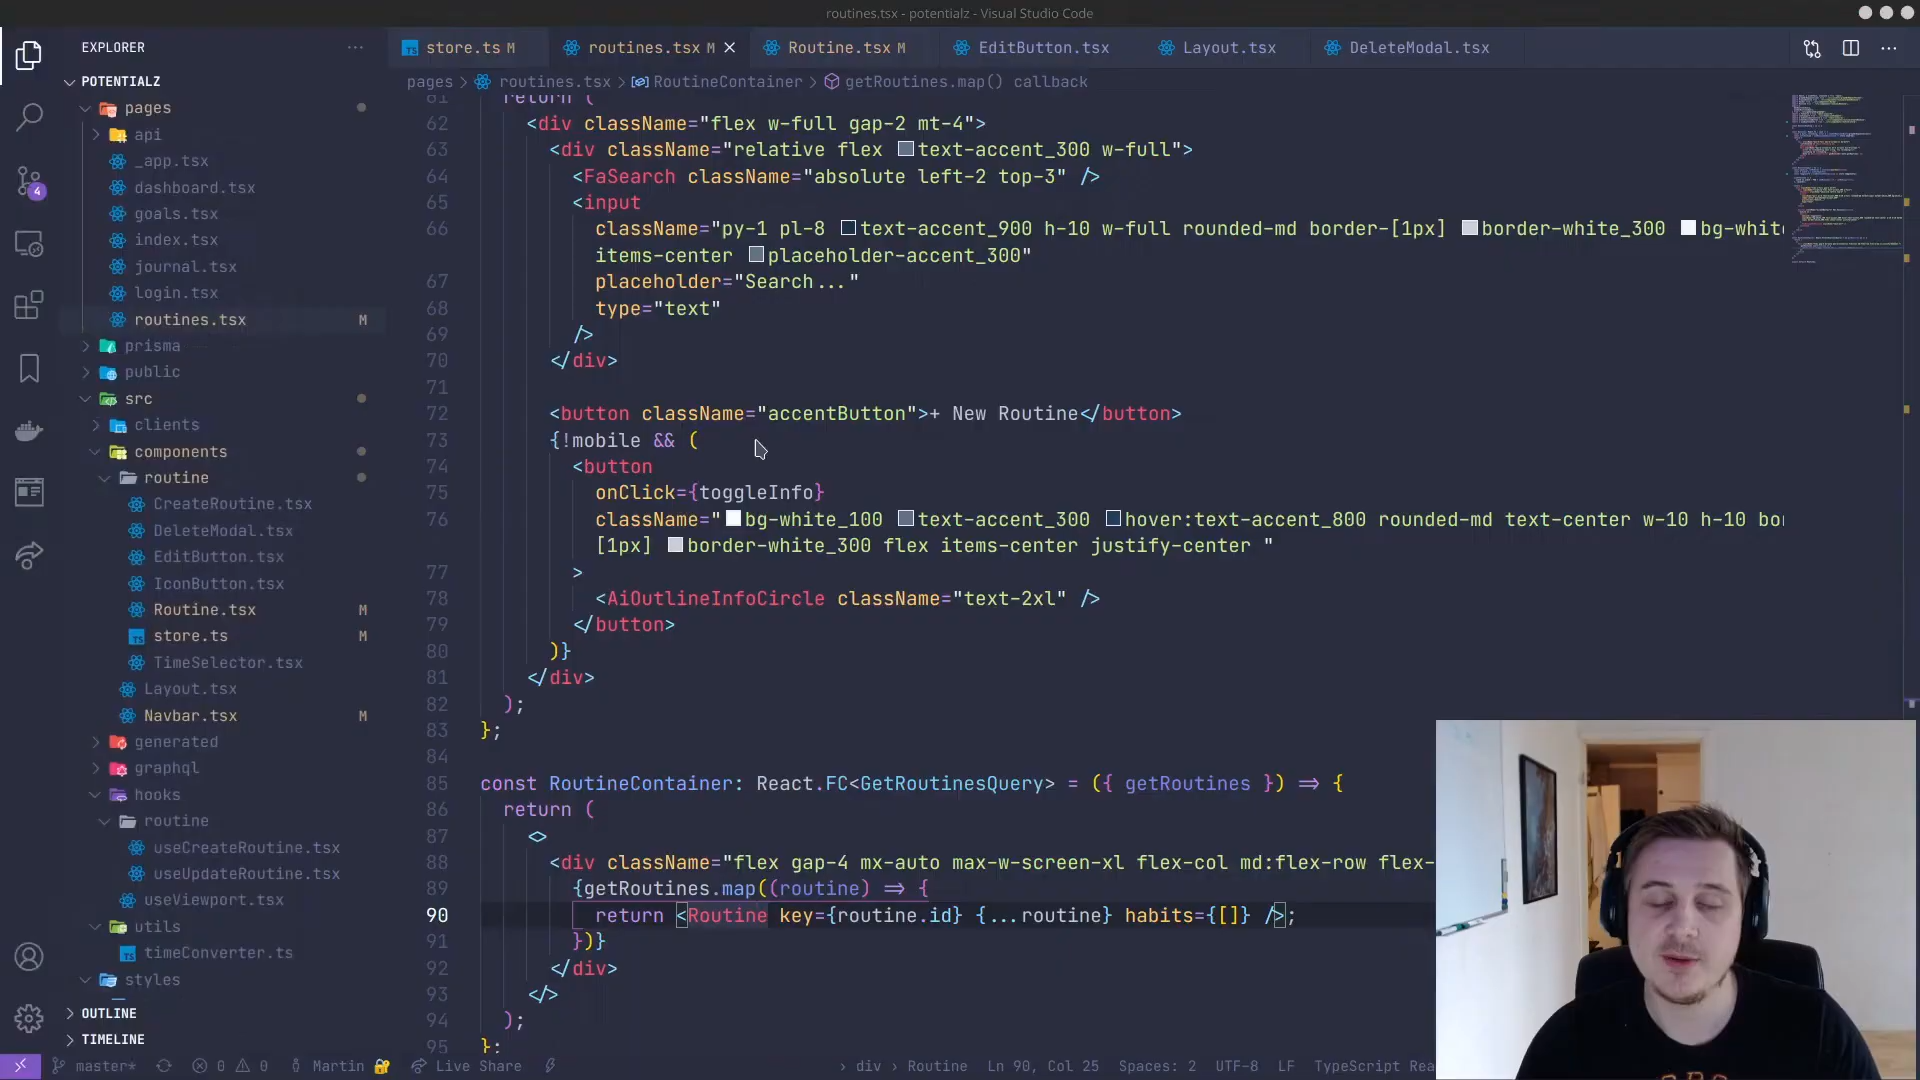 routines.tsx - potentialz - Visual Studio Code
EXPLORER
POTENTIALZ
pages
api
_app.tsx
dashboard.tsx
goals.tsx
index.tsx
journal.tsx
login.tsx
routines.tsx M
prisma
public
src
clients
components
routine
CreateRoutine.tsx
DeleteModal.tsx
EditButton.tsx
IconButton.tsx
Routine.tsx M
store.ts M
TimeSelector.tsx
Layout.tsx
Navbar.tsx M
generated
graphql
hooks
routine
useCreateRoutine.tsx
useUpdateRoutine.tsx
useViewport.tsx
utils
timeConverter.ts
styles
OUTLINE
TIMELINE
4
TS store.ts M routines.tsx M Routine.tsx M EditButton.tsx Layout.tsx DeleteModal.tsx
pages > routines.tsx > RoutineContainer > getRoutines.map() callback
61 return (
62 <div className="flex w-full gap-2 mt-4">
63 <div className="relative flex text-accent_300 w-full">
64 <FaSearch className="absolute left-2 top-3" />
65 <input
66 className="py-1 pl-8 text-accent_900 h-10 w-full rounded-md border-[1px] border-white_300 bg-white
items-center placeholder-accent_300"
67 placeholder="Search..."
68 type="text"
69 />
70 </div>
71
72 <button className="accentButton">+ New Routine</button>
73 {!mobile && (
74 <button
75 onClick={toggleInfo}
76 className=" bg-white_100 text-accent_300 hover:text-accent_800 rounded-md text-center w-10 h-10 bor
[1px] border-white_300 flex items-center justify-center "
77 >
78 <AiOutlineInfoCircle className="text-2xl" />
79 </button>
80 )}
81 </div>
82 );
83 };
84
85 const RoutineContainer: React.FC<GetRoutinesQuery> = ({ getRoutines }) => {
86 return (
87 <>
88 <div className="flex gap-4 mx-auto max-w-screen-xl flex-col md:flex-row flex-
89 {getRoutines.map((routine) => {
90 return <Routine key={routine.id} {...routine} habits={[]} />;
91 })}
92 </div>
93 </>
94 );
95 };
master* 0 0 Martin Live Share > div > Routine Ln 90, Col 25 Spaces: 2 UTF-8 LF TypeScript Rea